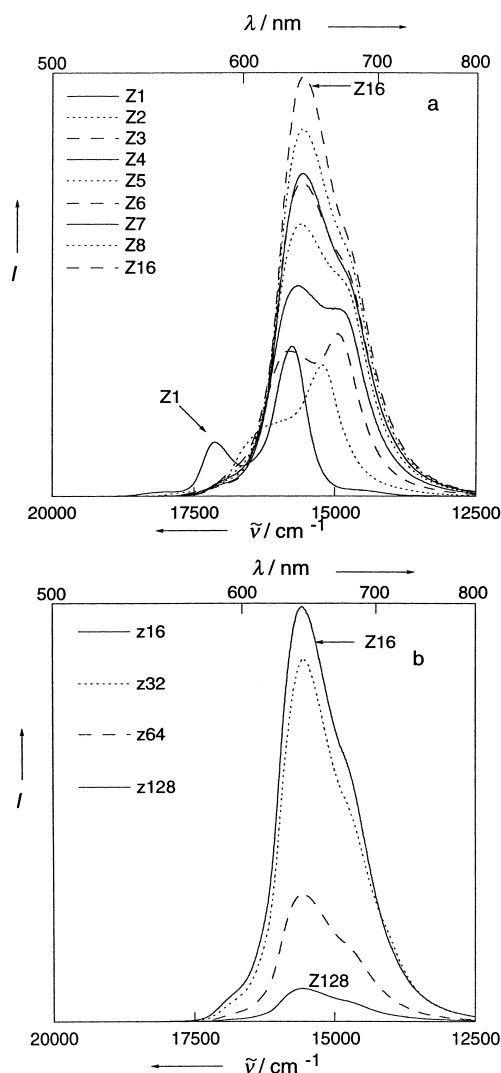 λ / nm
500 600 700 800
Z1
Z2
Z3
Z4
Z5
Z6
Z7
Z8
Z16
Z16
a
I
Z1
20000 17500 15000 12500
ṽ / cm⁻¹
λ / nm
500 600 700 800
z16
z32
z64
z128
Z16
b
I
Z128
20000 17500 15000 12500
ṽ / cm⁻¹